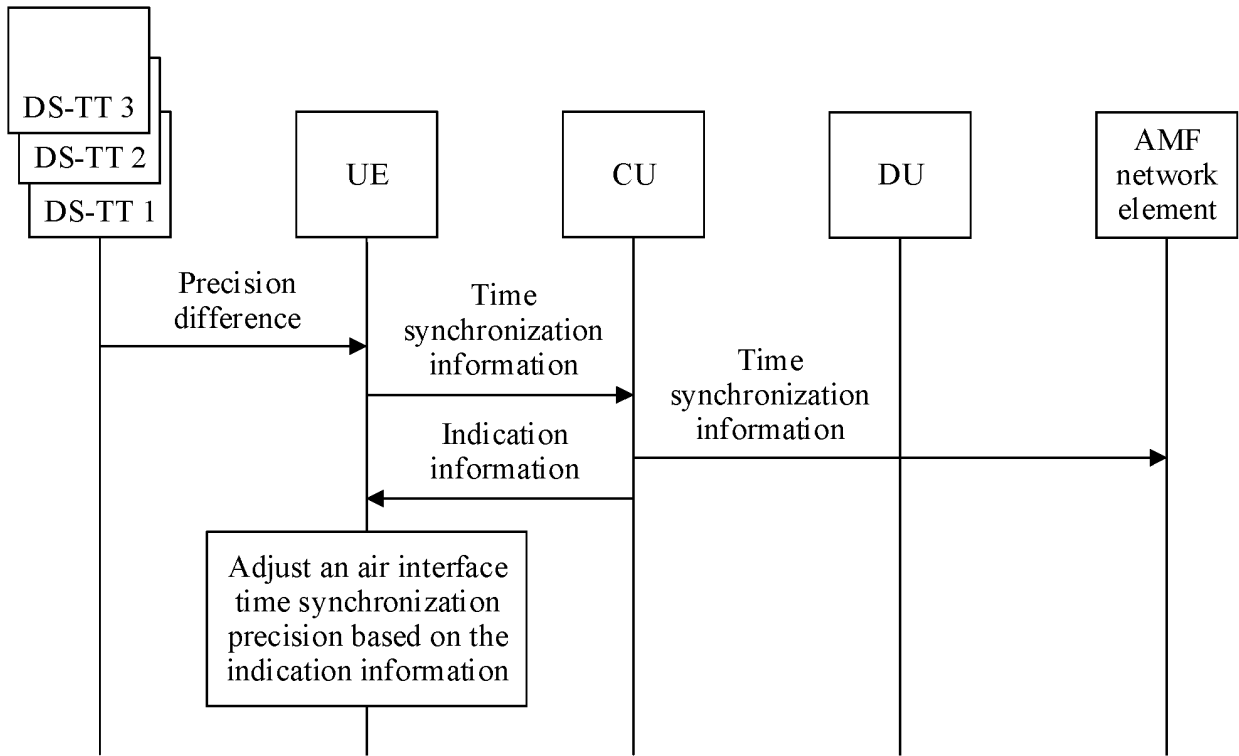 DS-TT 3
DS-TT 2
DS-TT 1
UE
CU
DU
AMF
network
element
Precision
difference
Time
synchronization
information
Time
synchronization
information
Indication
information
Adjust an air interface
time synchronization
precision based on the
indication information